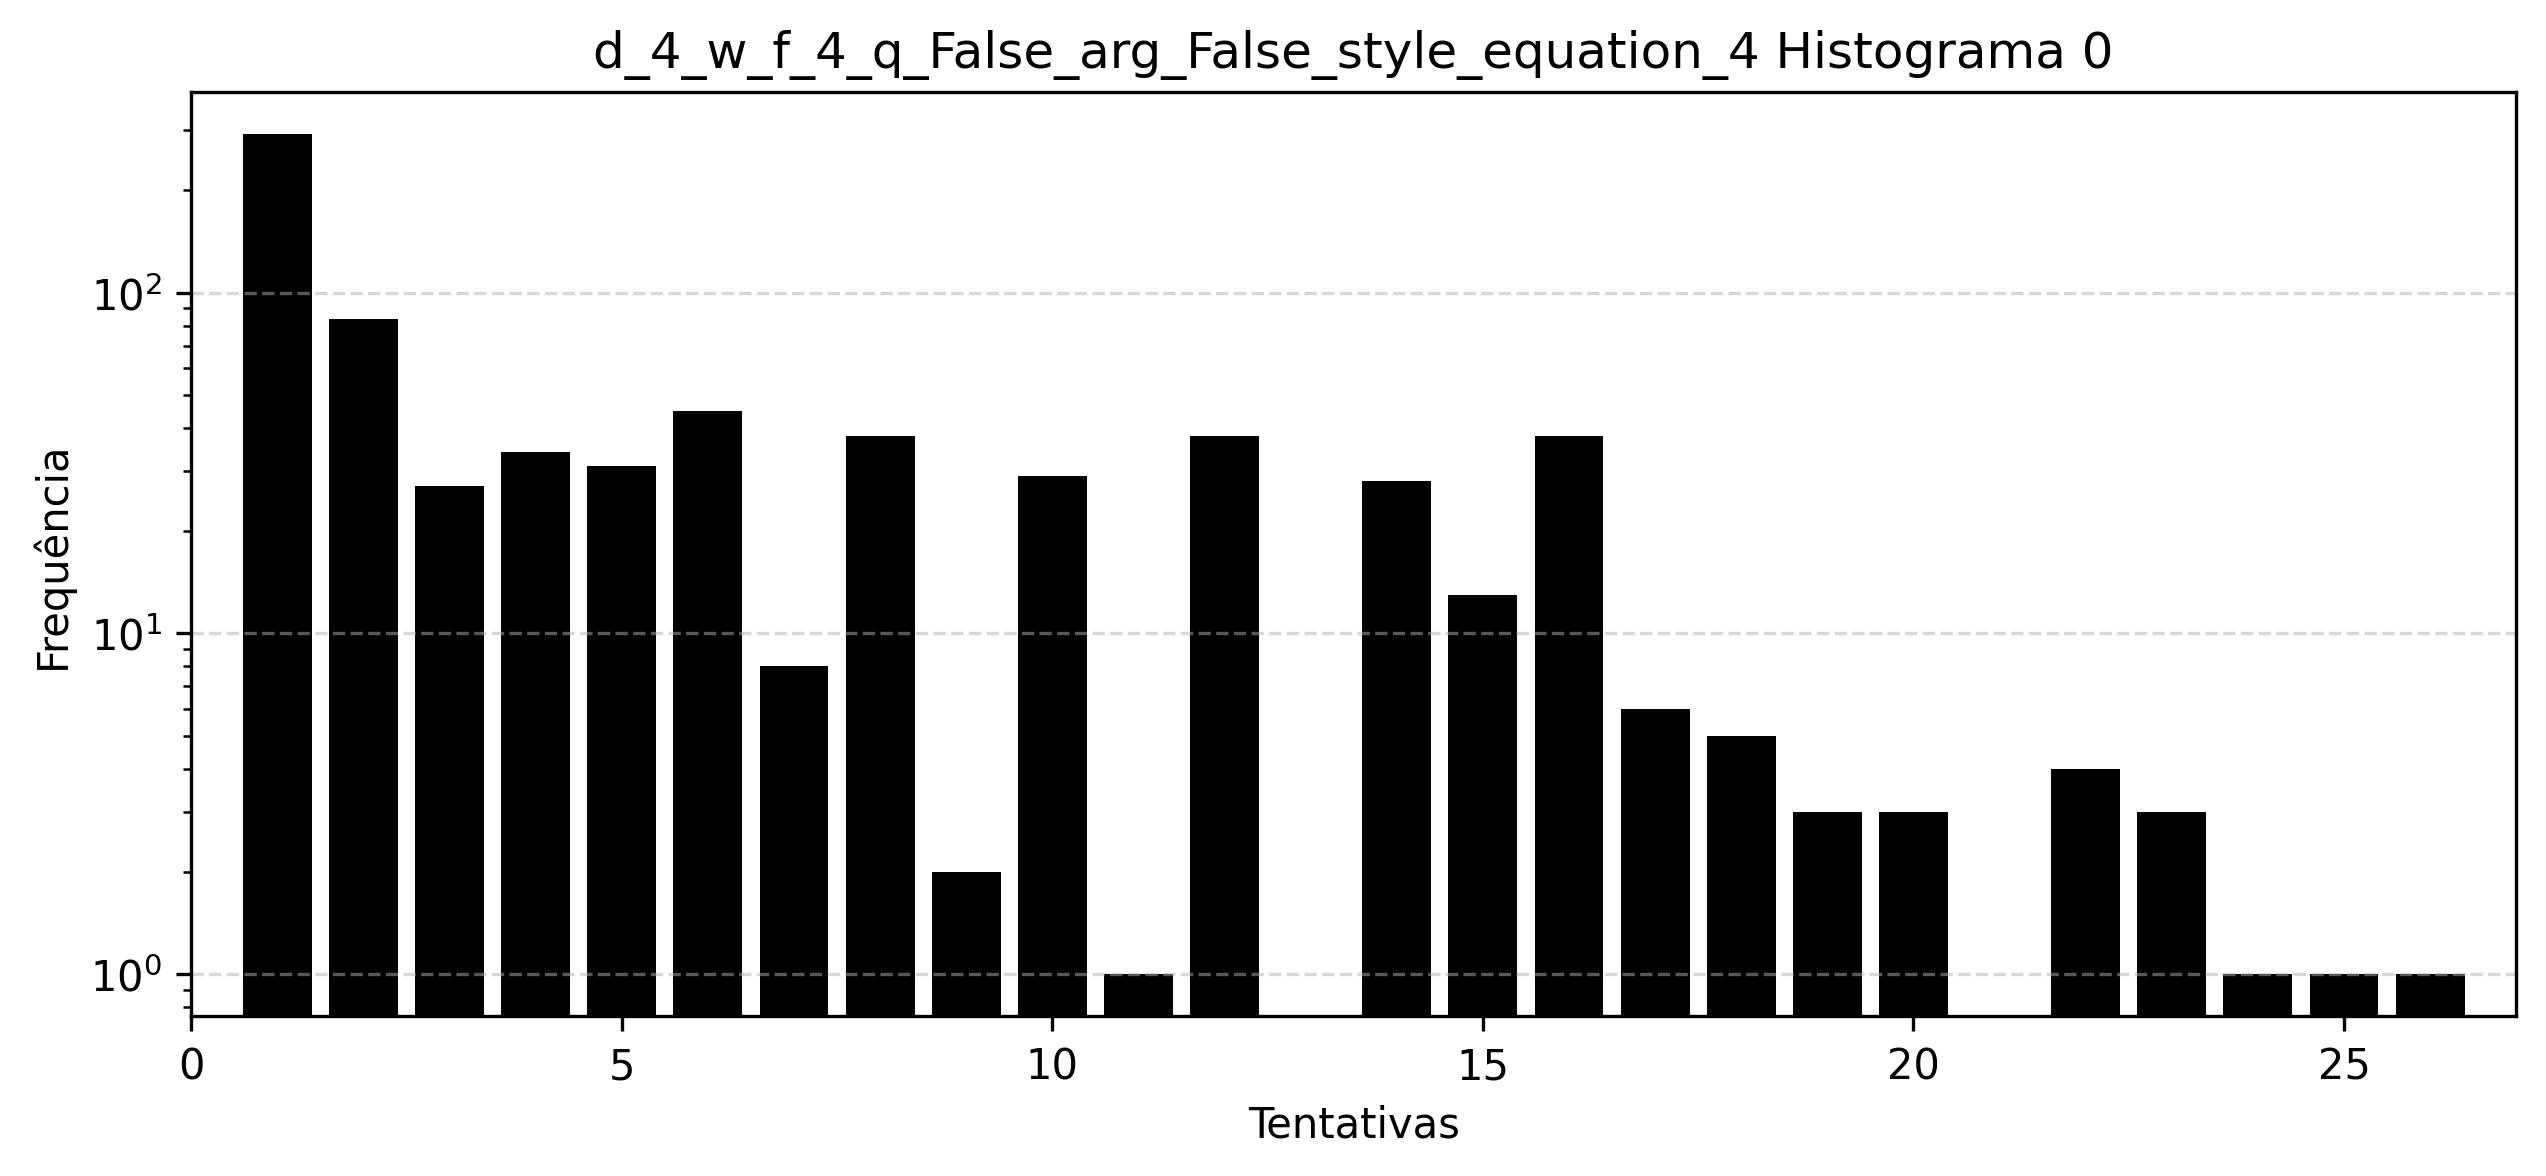 d_4_w_f_4_q_False_arg_False_style_equation_4 Histograma 0
Frequência
10²
10¹
10⁰
0 5 10 15 20 25
Tentativas